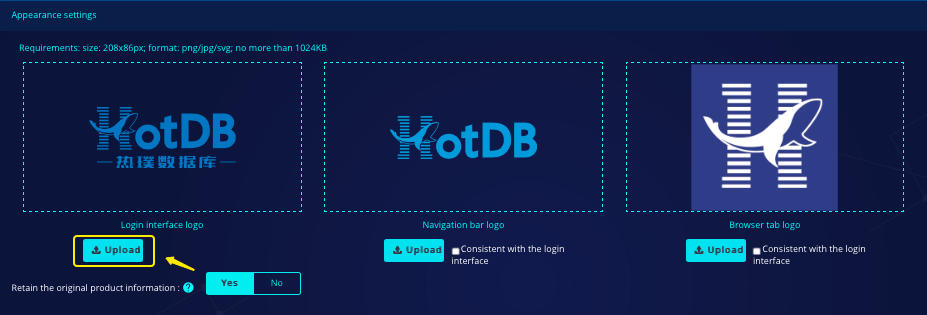 Appearance settings
Requirements: size: 208x86px; format: png/jpg/svg; no more than 1024KB
HotDB
热璞数据库
HotDB
H
Login interface logo
Navigation bar logo
Browser tab logo
Upload
Upload
Consistent with the login
interface
Upload
Consistent with the login
interface
Retain the original product information : ?
Yes
No